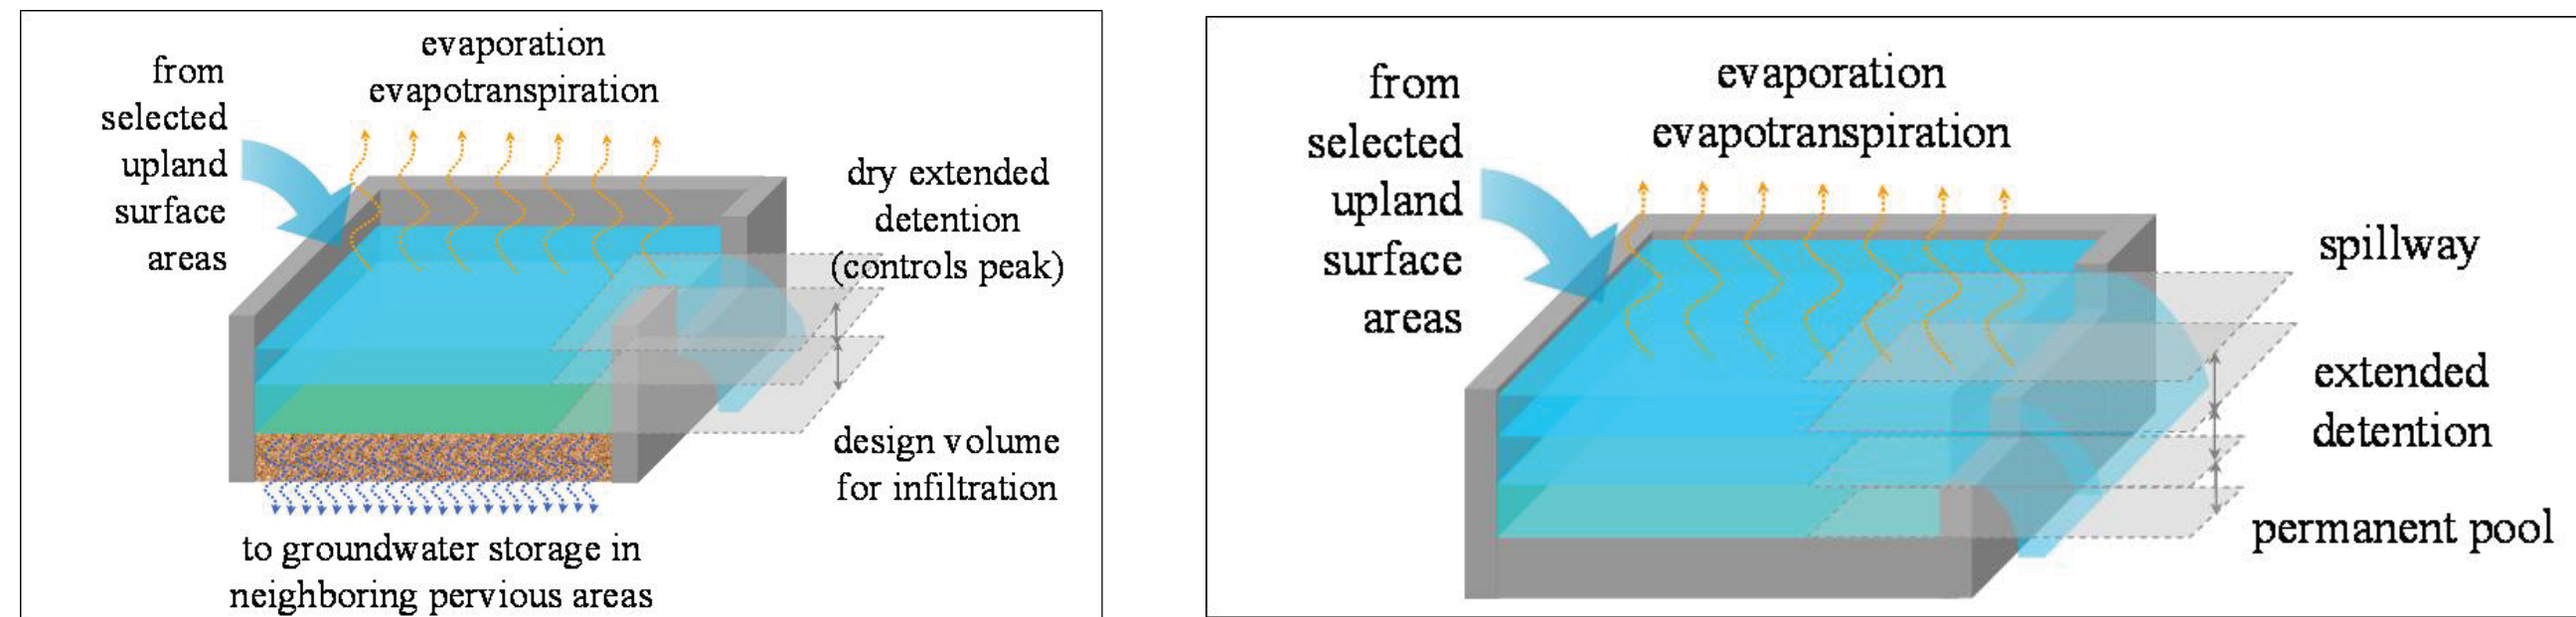 evaporation
evapotranspiration
from
selected
upland
surface
areas
dry extended
detention
(controls peak)
design volume
for infiltration
to groundwater storage in
neighboring pervious areas
evaporation
evapotranspiration
from
selected
upland
surface
areas
spillway
extended
detention
permanent pool